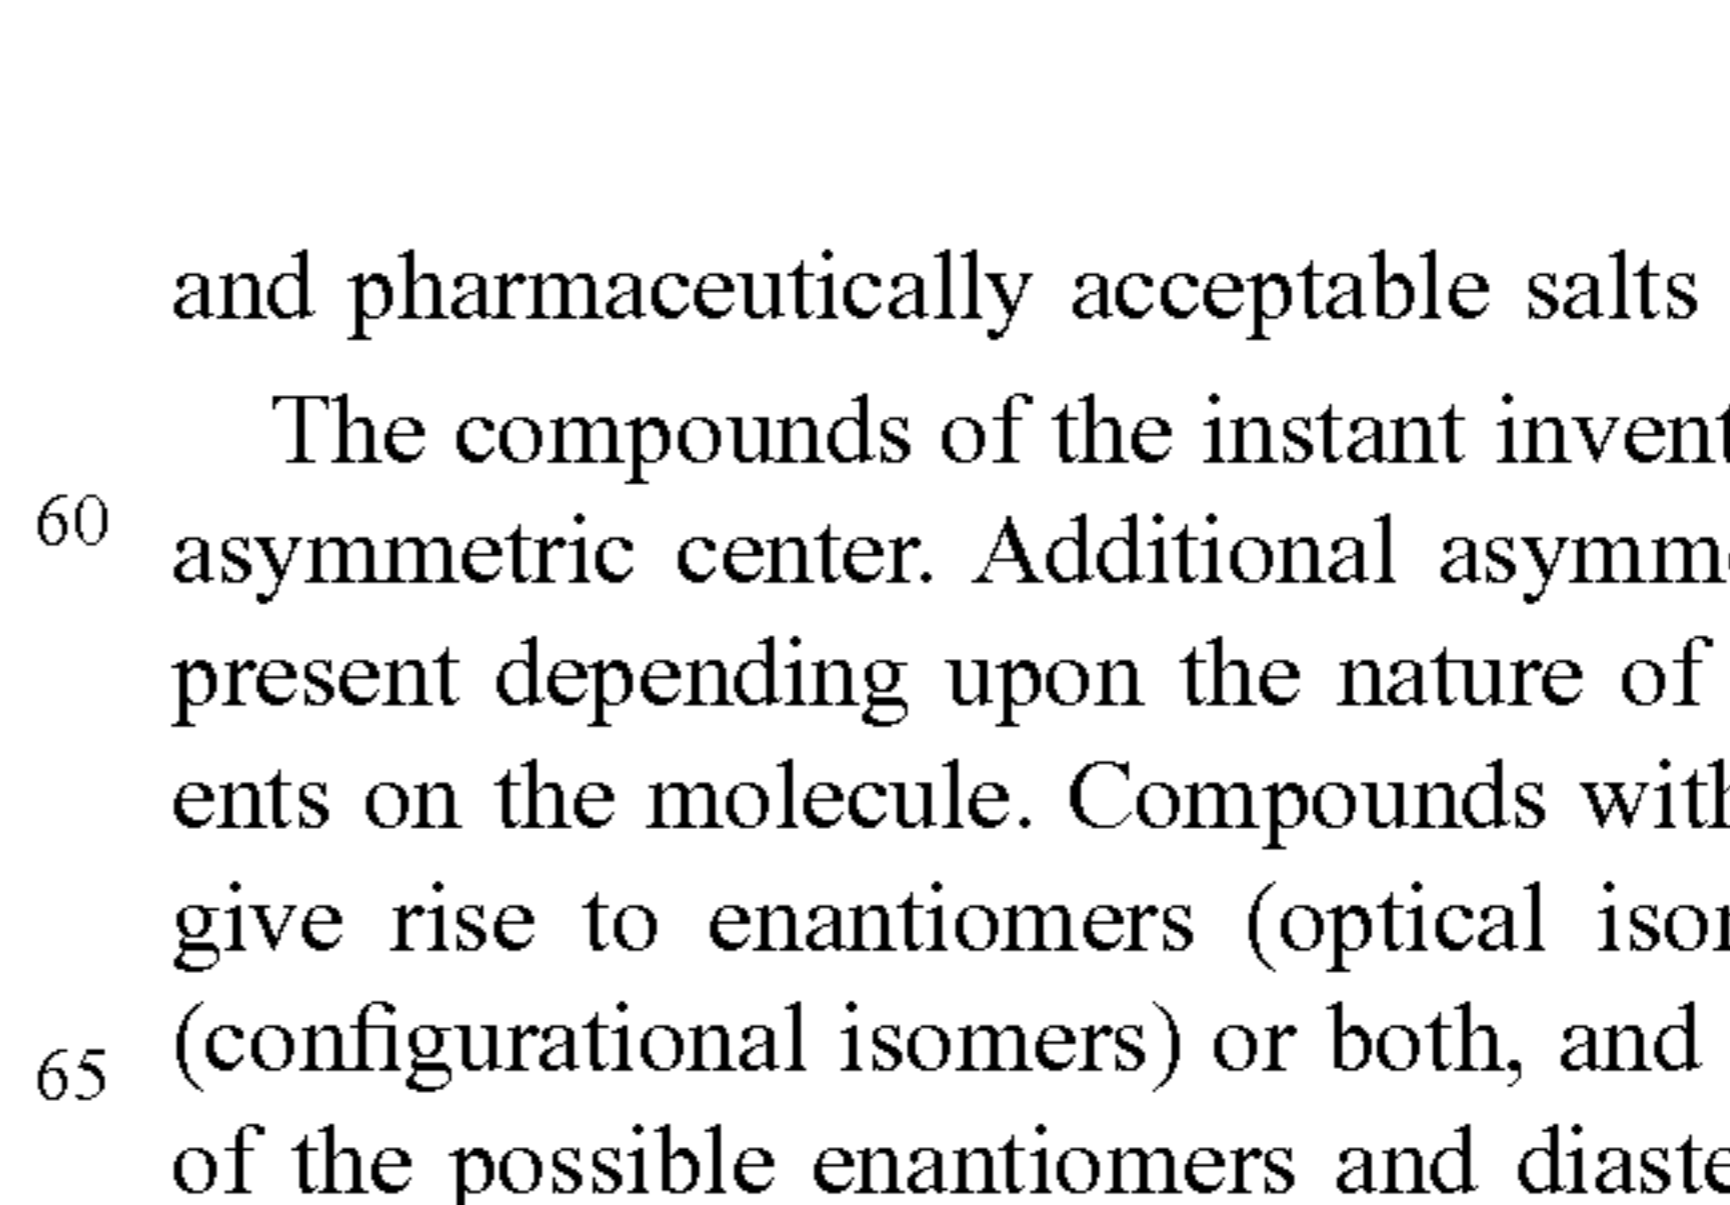 and pharmaceutically acceptable salts
The compounds of the instant invent
60
asymmetric center. Additional asymm
present depending upon the nature of
ents on the molecule. Compounds with
give rise to enantiomers (optical isom
(configurational isomers) or both, and
65
of the possible enantiomers and diaste